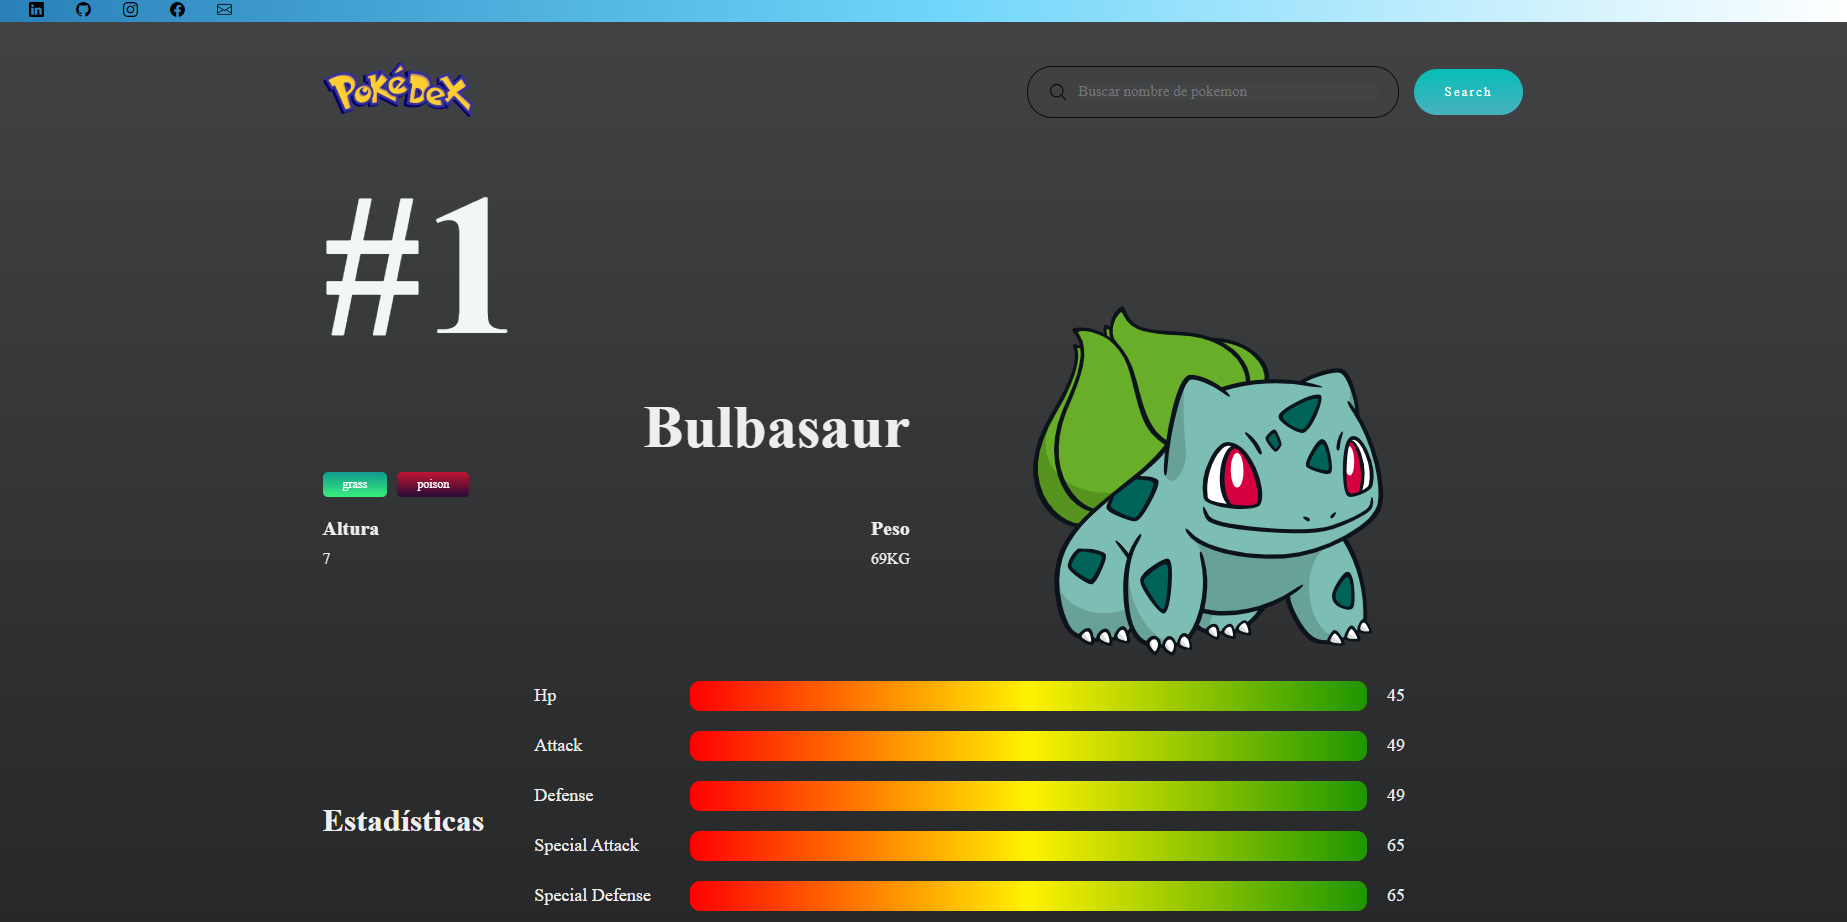 PoKéDeX
Buscar nombre de pokemon
Search
#1
Bulbasaur
grass
poison
Altura
Peso
7
69KG
Estadísticas
Hp
45
Attack
49
Defense
49
Special Attack
65
Special Defense
65